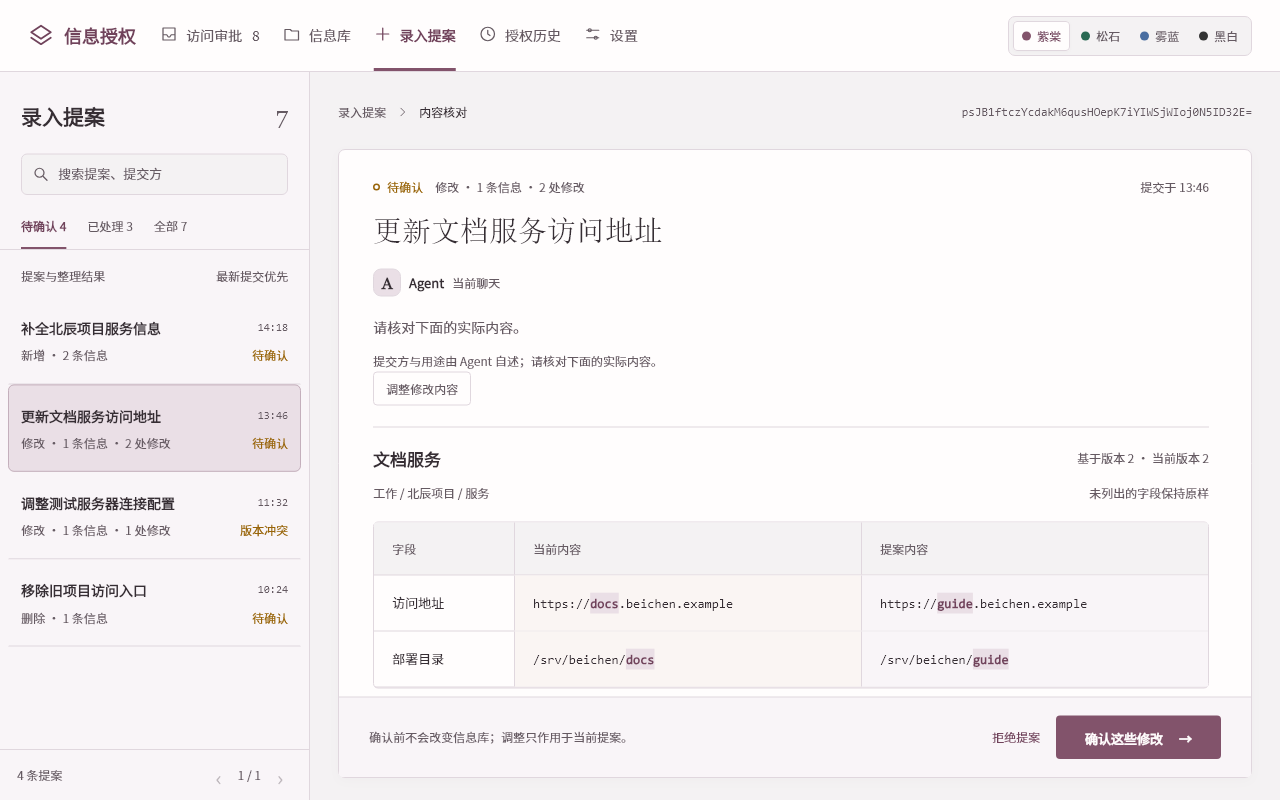 信息授权
访问审批 8
信息库
录入提案
授权历史
设置
紫棠
松石
雾蓝
黑白
录入提案 7
搜索提案、提交方
待确认 4 已处理 3 全部 7
提案与整理结果 最新提交优先
补全北辰项目服务信息 14:18
新增 · 2 条信息 待确认
更新文档服务访问地址 13:46
修改 · 1 条信息 · 2 处修改 待确认
调整测试服务器连接配置 11:32
修改 · 1 条信息 · 1 处修改 版本冲突
移除旧项目访问入口 10:24
删除 · 1 条信息 待确认
4 条提案 ‹ 1 / 1 ›
录入提案 > 内容核对 psJB1ftczYcdakM6qusHOepK7iYIWSjWIoj0N5ID32E=
待确认 修改 · 1 条信息 · 2 处修改 提交于 13:46
更新文档服务访问地址
A Agent 当前聊天
请核对下面的实际内容。
提交方与用途由 Agent 自述；请核对下面的实际内容。
调整修改内容
文档服务 基于版本 2 · 当前版本 2
工作 / 北辰项目 / 服务 未列出的字段保持原样
字段 当前内容 提案内容
访问地址 https://docs.beichen.example https://guide.beichen.example
部署目录 /srv/beichen/docs /srv/beichen/guide
确认前不会改变信息库；调整只作用于当前提案。 拒绝提案 确认这些修改 →